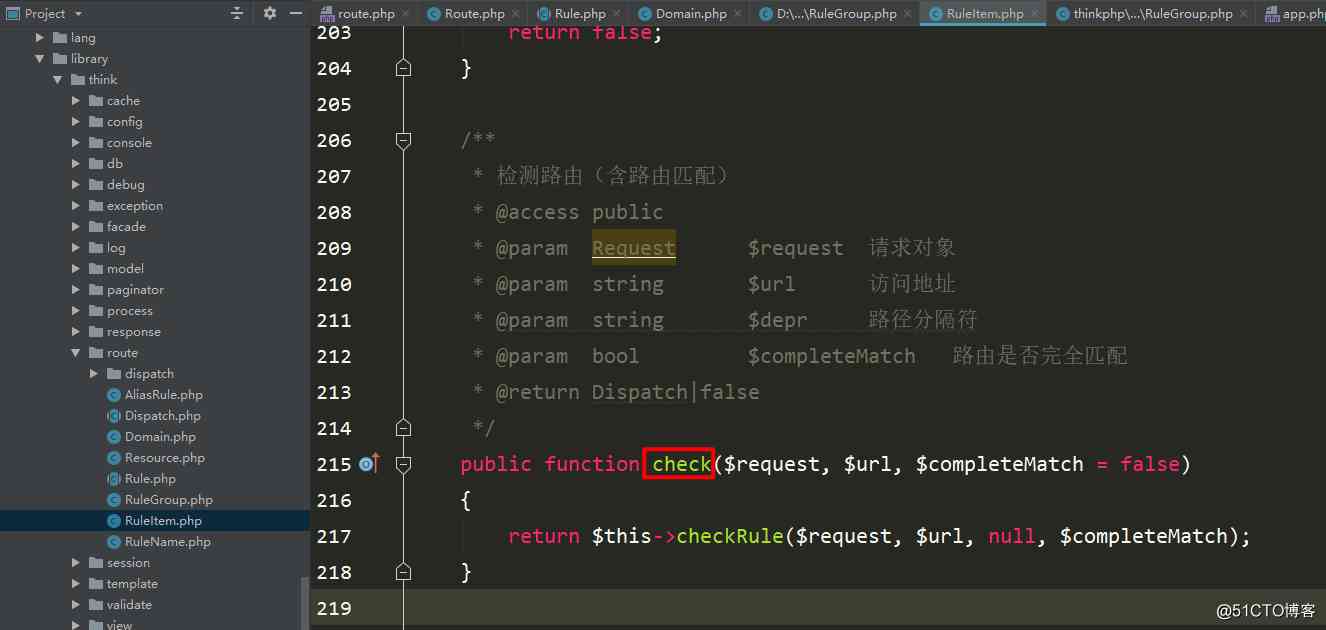 Project
route.php
Route.php
Rule.php
Domain.php
D:\...\RuleGroup.php
RuleItem.php
thinkphp\...\RuleGroup.php
app.php
lang
library
think
cache
config
console
db
debug
exception
facade
log
model
paginator
process
response
route
dispatch
AliasRule.php
Dispatch.php
Domain.php
Resource.php
Rule.php
RuleGroup.php
RuleItem.php
RuleName.php
session
template
validate
view
203 return false;
204 }
205
206 /**
207 * 检测路由（含路由匹配）
208 * @access public
209 * @param Request $request 请求对象
210 * @param string $url 访问地址
211 * @param string $depr 路径分隔符
212 * @param bool $completeMatch 路由是否完全匹配
213 * @return Dispatch|false
214 */
215 public function check($request, $url, $completeMatch = false)
216 {
217 return $this->checkRule($request, $url, null, $completeMatch);
218 }
219
@51CTO博客